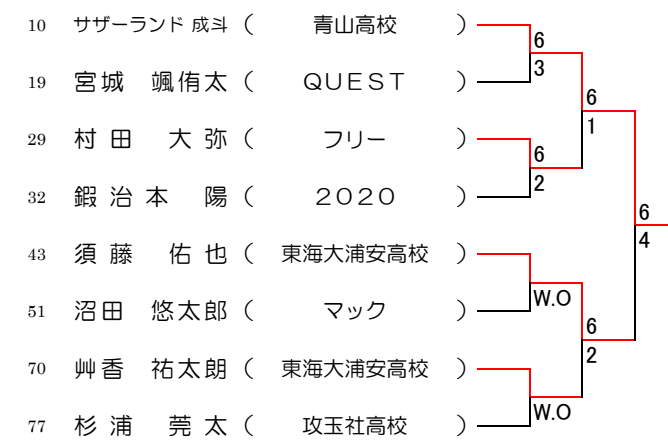 10 サザーランド 成斗 ( 青山高校 )
6
19 宮城 颯侑太 ( QUEST )
3
6
1
29 村田 大弥 ( フリー )
6
32 鍜治本 陽 ( 2020 )
2
6
4
43 須藤 佑也 ( 東海大浦安高校 )
51 沼田 悠太郎 ( マック )
W.O
6
2
70 艸香 祐太朗 ( 東海大浦安高校 )
77 杉浦 莞太 ( 攻玉社高校 )
W.O